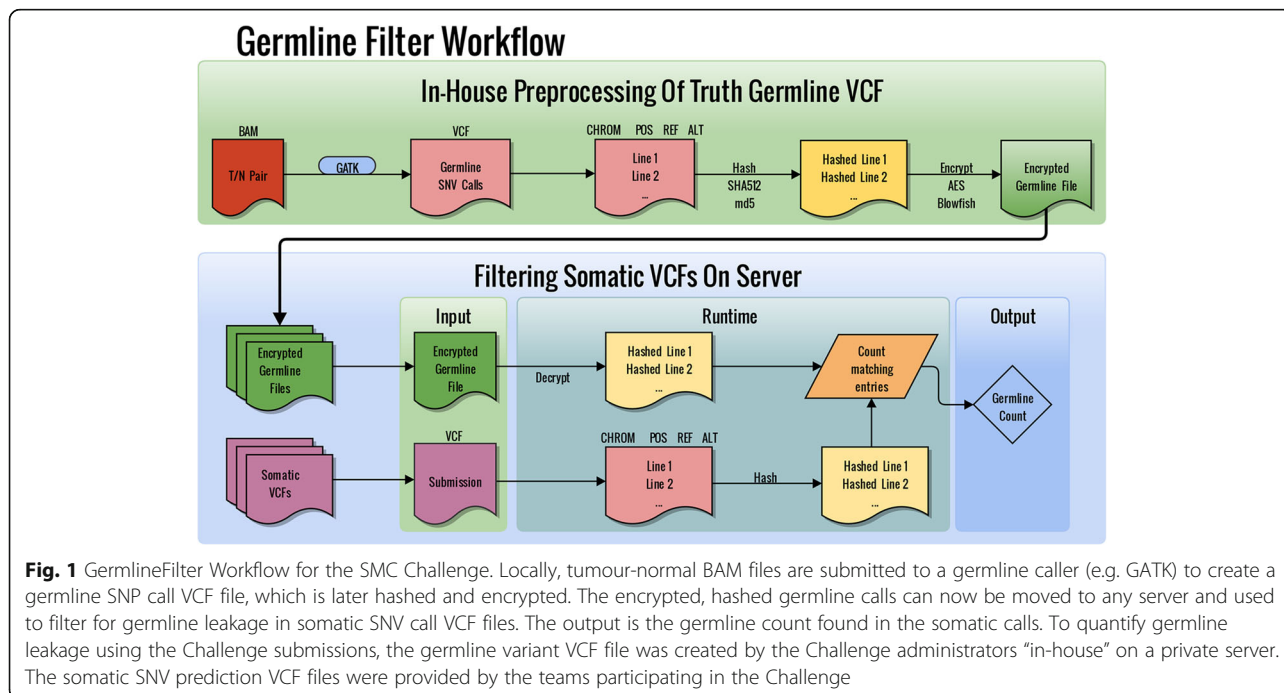 Germline Filter Workflow
In-House Preprocessing Of Truth Germline VCF
BAM
T/N Pair
GATK
VCF
Germline
SNV Calls
CHROM POS REF ALT
Line 1
Line 2
...
Hash
SHA512
md5
Hashed Line 1
Hashed Line 2
...
Encrypt
AES
Blowfish
Encrypted
Germline File
Filtering Somatic VCFs On Server
Input
Runtime
Output
Encrypted
Germline
Files
Encrypted
Germline
File
Decrypt
Hashed Line 1
Hashed Line 2
...
Count
matching
entries
Germline
Count
Somatic
VCFs
VCF
Submission
CHROM POS REF ALT
Line 1
Line 2
...
Hash
Hashed Line 1
Hashed Line 2
...
Fig. 1 GermlineFilter Workflow for the SMC Challenge. Locally, tumour-normal BAM files are submitted to a germline caller (e.g. GATK) to create a
germline SNP call VCF file, which is later hashed and encrypted. The encrypted, hashed germline calls can now be moved to any server and used
to filter for germline leakage in somatic SNV call VCF files. The output is the germline count found in the somatic calls. To quantify germline
leakage using the Challenge submissions, the germline variant VCF file was created by the Challenge administrators “in-house” on a private server.
The somatic SNV prediction VCF files were provided by the teams participating in the Challenge